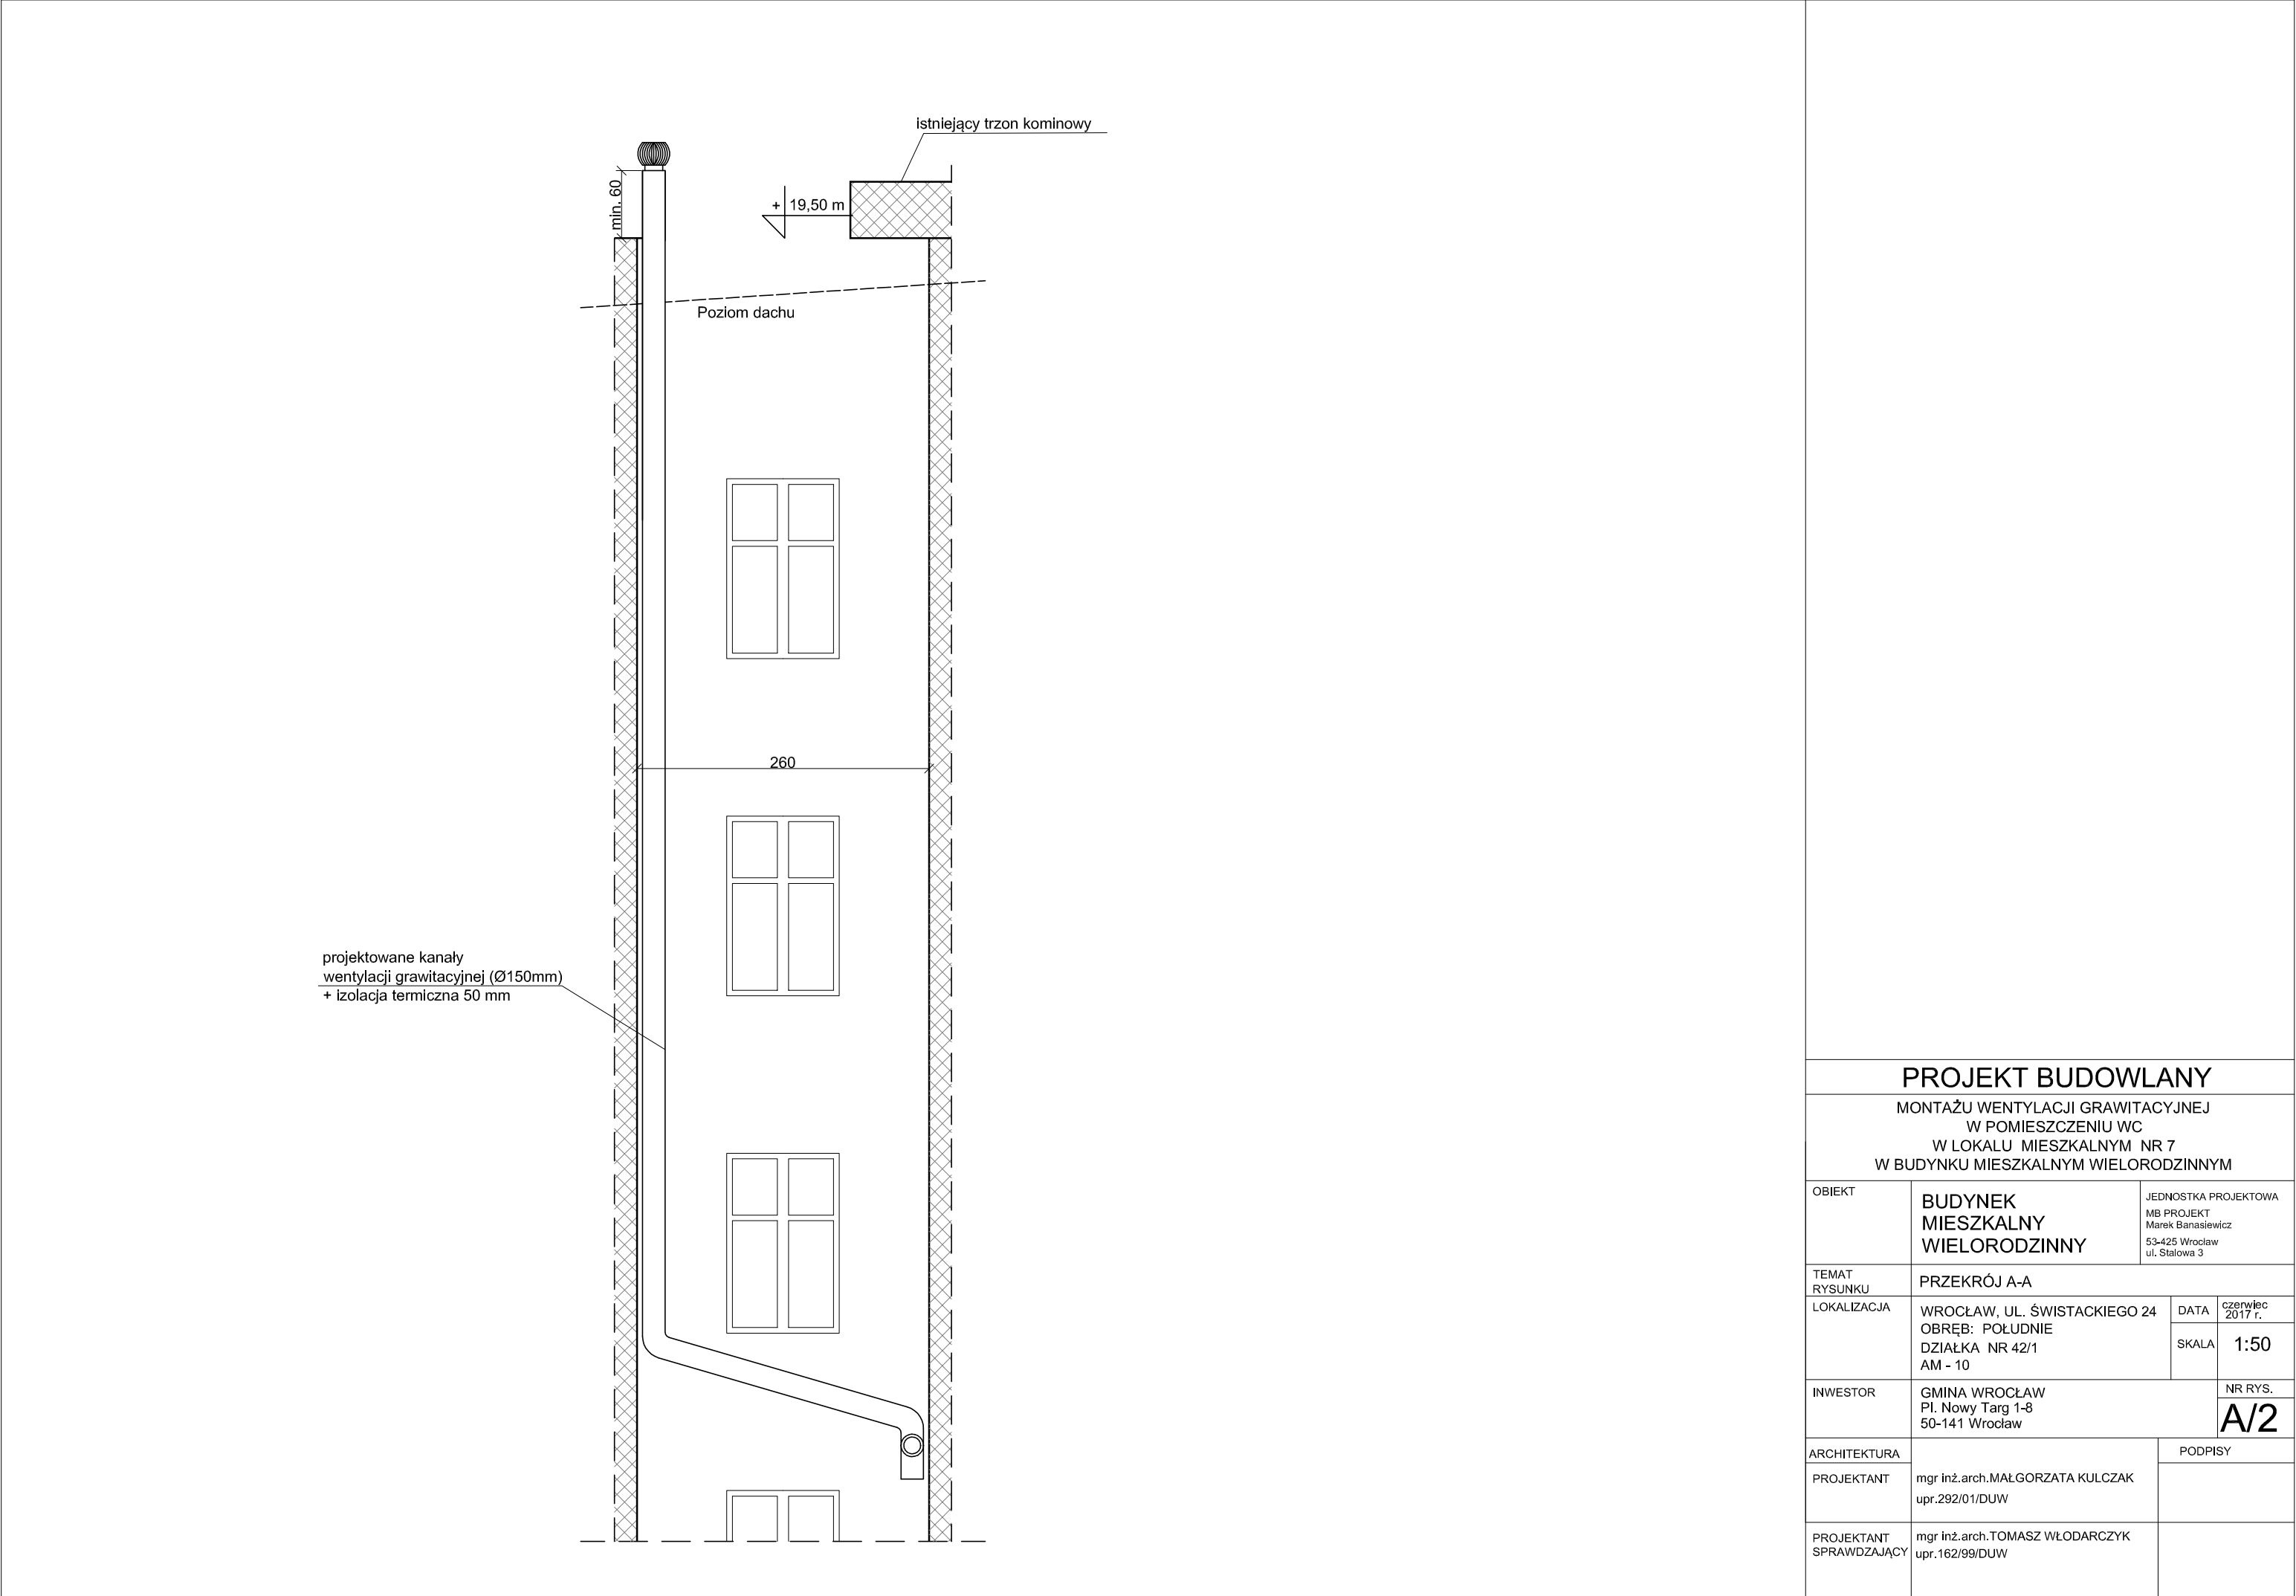 istniejący trzon kominowy
min. 60
+ 19,50 m
Poziom dachu
260
projektowane kanały
wentylacji grawitacyjnej (Ø150mm)
+ izolacja termiczna 50 mm
PROJEKT BUDOWLANY
MONTAŻU WENTYLACJI GRAWITACYJNEJ
W POMIESZCZENIU WC
W LOKALU MIESZKALNYM NR 7
W BUDYNKU MIESZKALNYM WIELORODZINNYM
OBIEKT
BUDYNEK
MIESZKALNY
WIELORODZINNY
JEDNOSTKA PROJEKTOWA
MB PROJEKT
Marek Banasiewicz
53-425 Wrocław
ul. Stalowa 3
TEMAT
RYSUNKU
PRZEKRÓJ A-A
LOKALIZACJA
WROCŁAW, UL. ŚWISTACKIEGO 24
OBRĘB: POŁUDNIE
DZIAŁKA NR 42/1
AM - 10
DATA
czerwiec
2017 r.
SKALA
1:50
INWESTOR
GMINA WROCŁAW
Pl. Nowy Targ 1-8
50-141 Wrocław
NR RYS.
A/2
ARCHITEKTURA
PODPISY
PROJEKTANT
mgr inż.arch.MAŁGORZATA KULCZAK
upr.292/01/DUW
PROJEKTANT
SPRAWDZAJĄCY
mgr inż.arch.TOMASZ WŁODARCZYK
upr.162/99/DUW